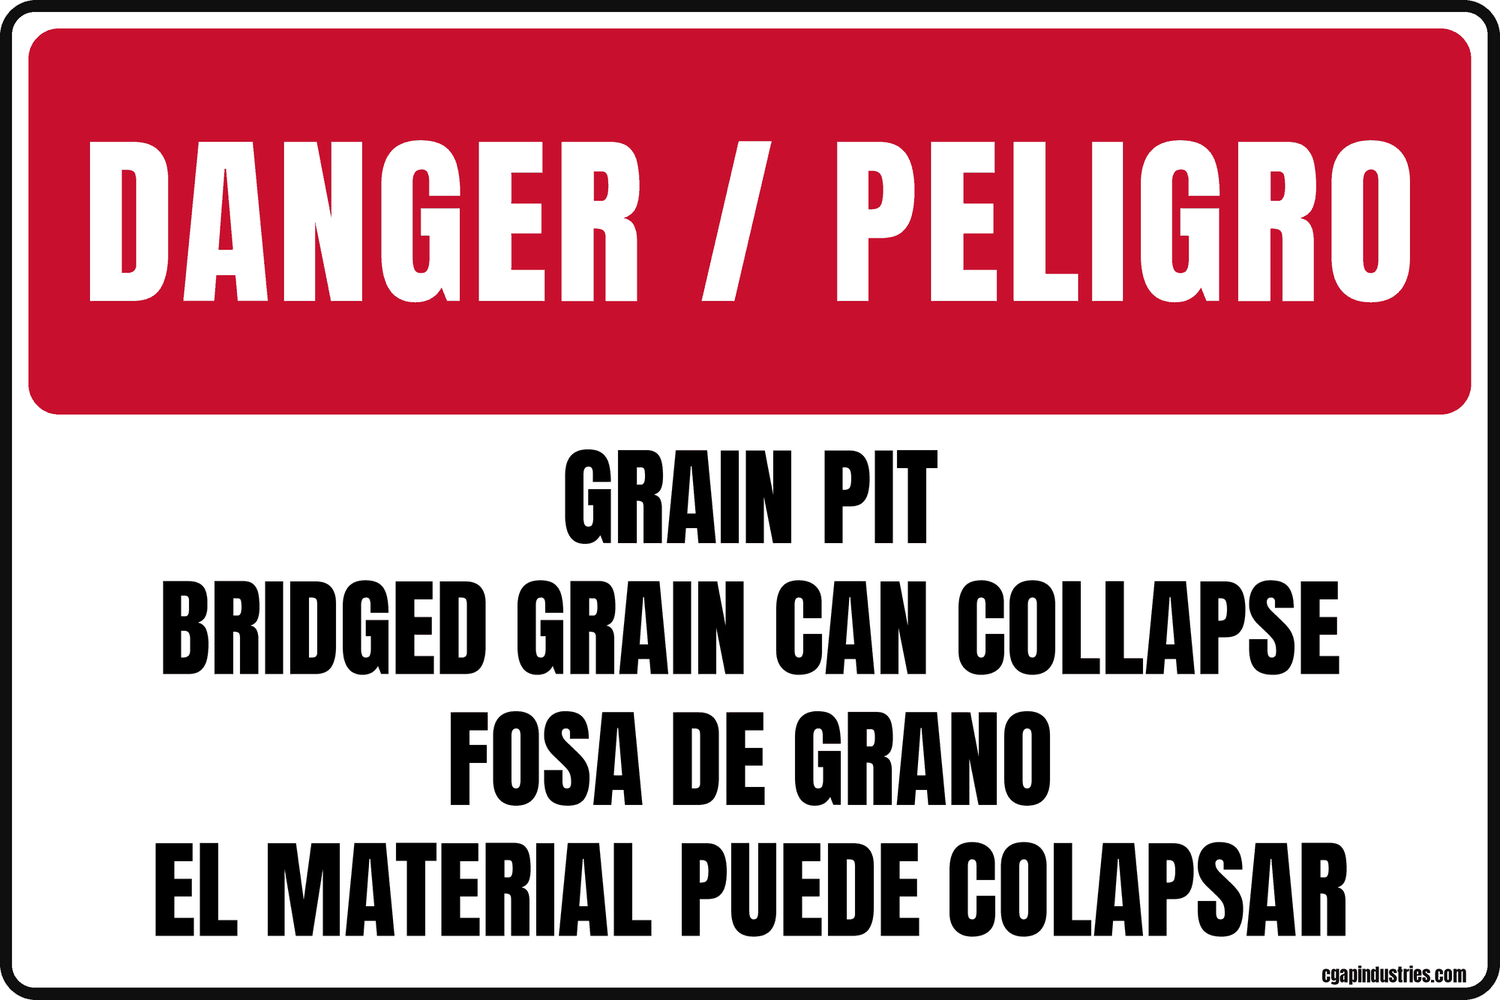 DANGER / PELIGRO
GRAIN PIT
BRIDGED GRAIN CAN COLLAPSE
FOSA DE GRANO
EL MATERIAL PUEDE COLAPSAR
cgapindustries.com